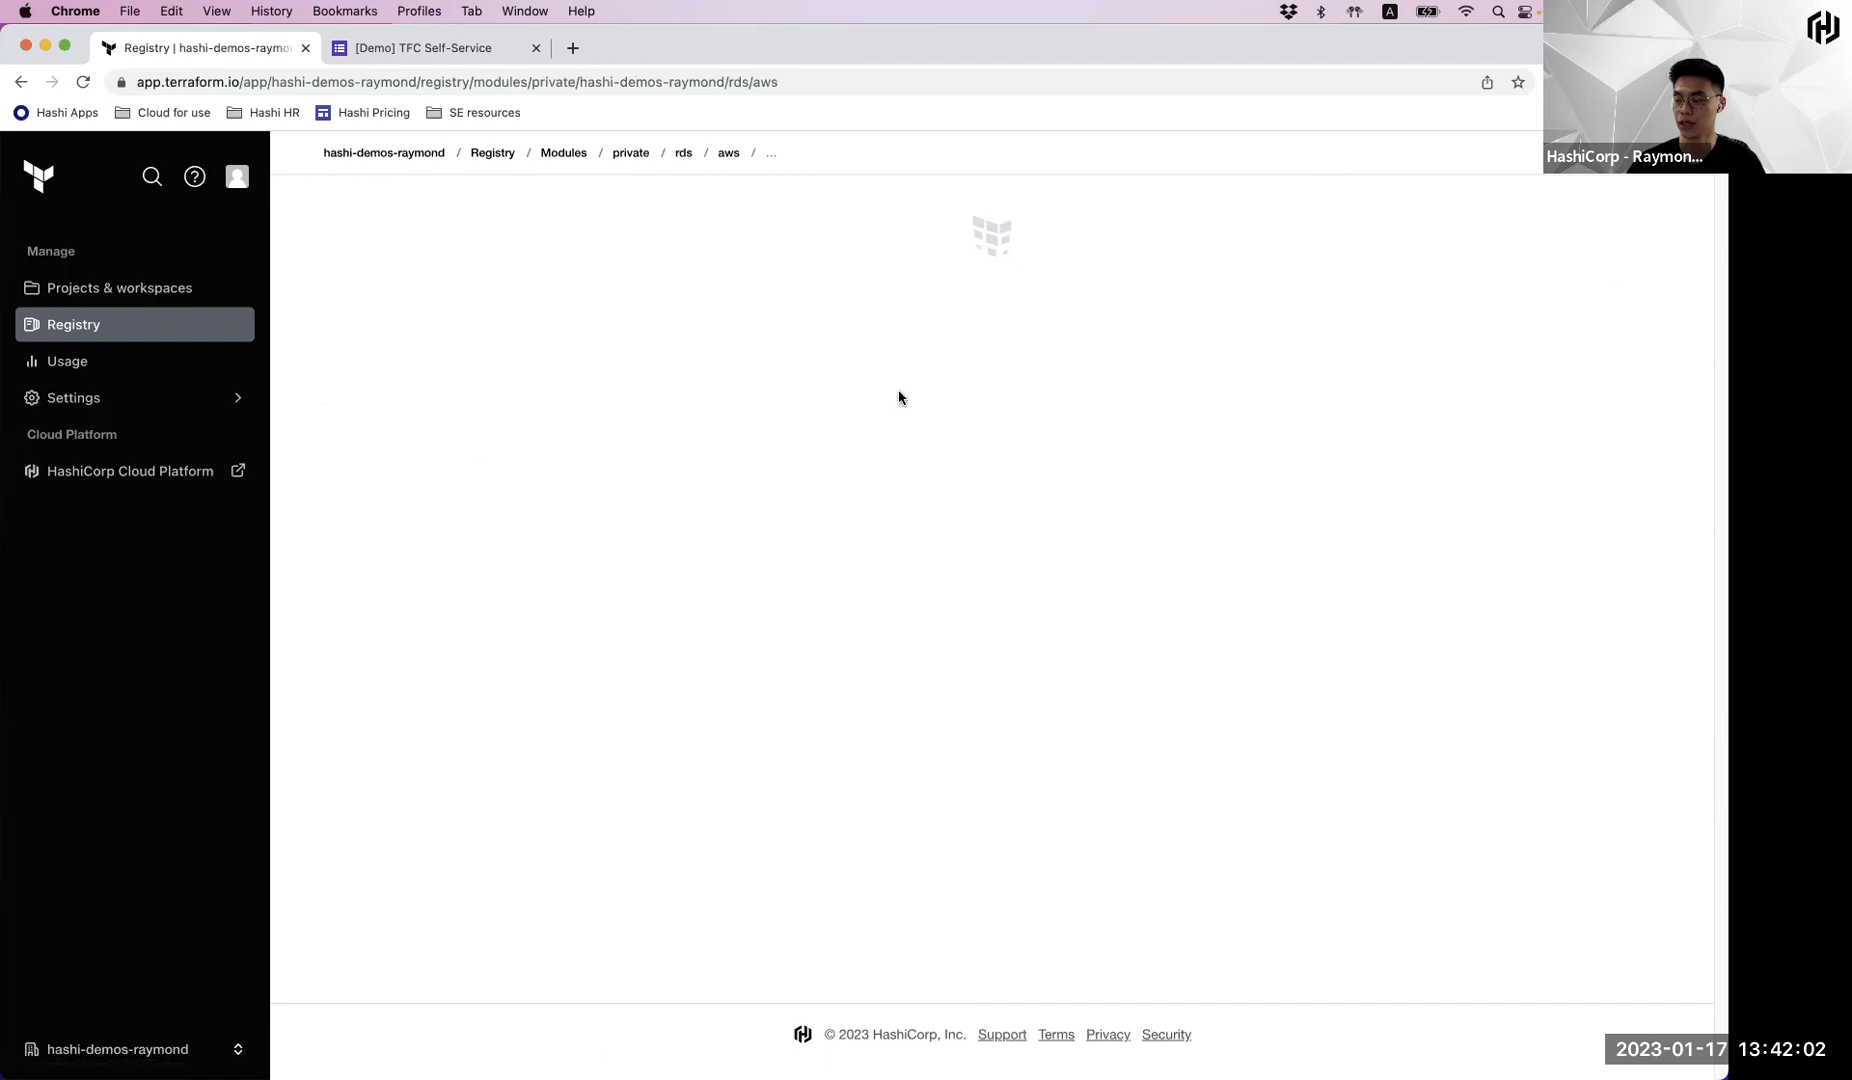 Chrome File Edit View History Bookmarks Profiles Tab Window Help
A
Registry | hashi-demos-raymo
[Demo] TFC Self-Service
app.terraform.io/app/hashi-demos-raymond/registry/modules/private/hashi-demos-raymond/rds/aws
Hashi Apps Cloud for use Hashi HR Hashi Pricing SE resources
HashiCorp - Raymon...
hashi-demos-raymond / Registry / Modules / private / rds / aws / ...
Manage
Projects & workspaces
Registry
Usage
Settings
Cloud Platform
HashiCorp Cloud Platform
© 2023 HashiCorp, Inc. Support Terms Privacy Security
hashi-demos-raymond
2023-01-17 13:42:02